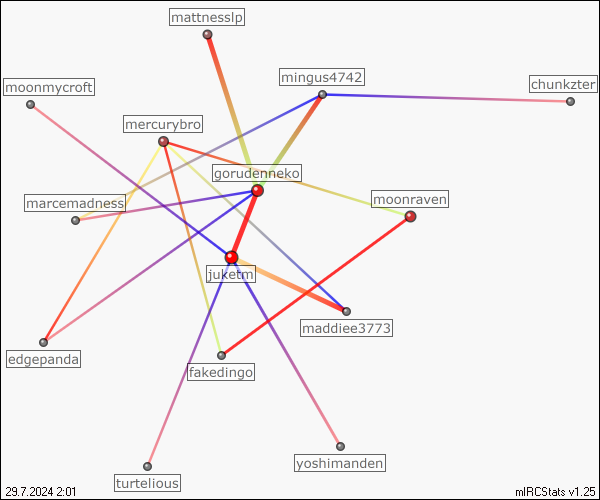 mattnesslp
mingus4742
chunkzter
moonmycroft
mercurybro
goruderneko
moonraven
marcemadness
juketm
maddiee3773
edgepanda
fakedingo
yoshimanden
turtelious
29.7.2024 2:01
mIRCStats v1.25